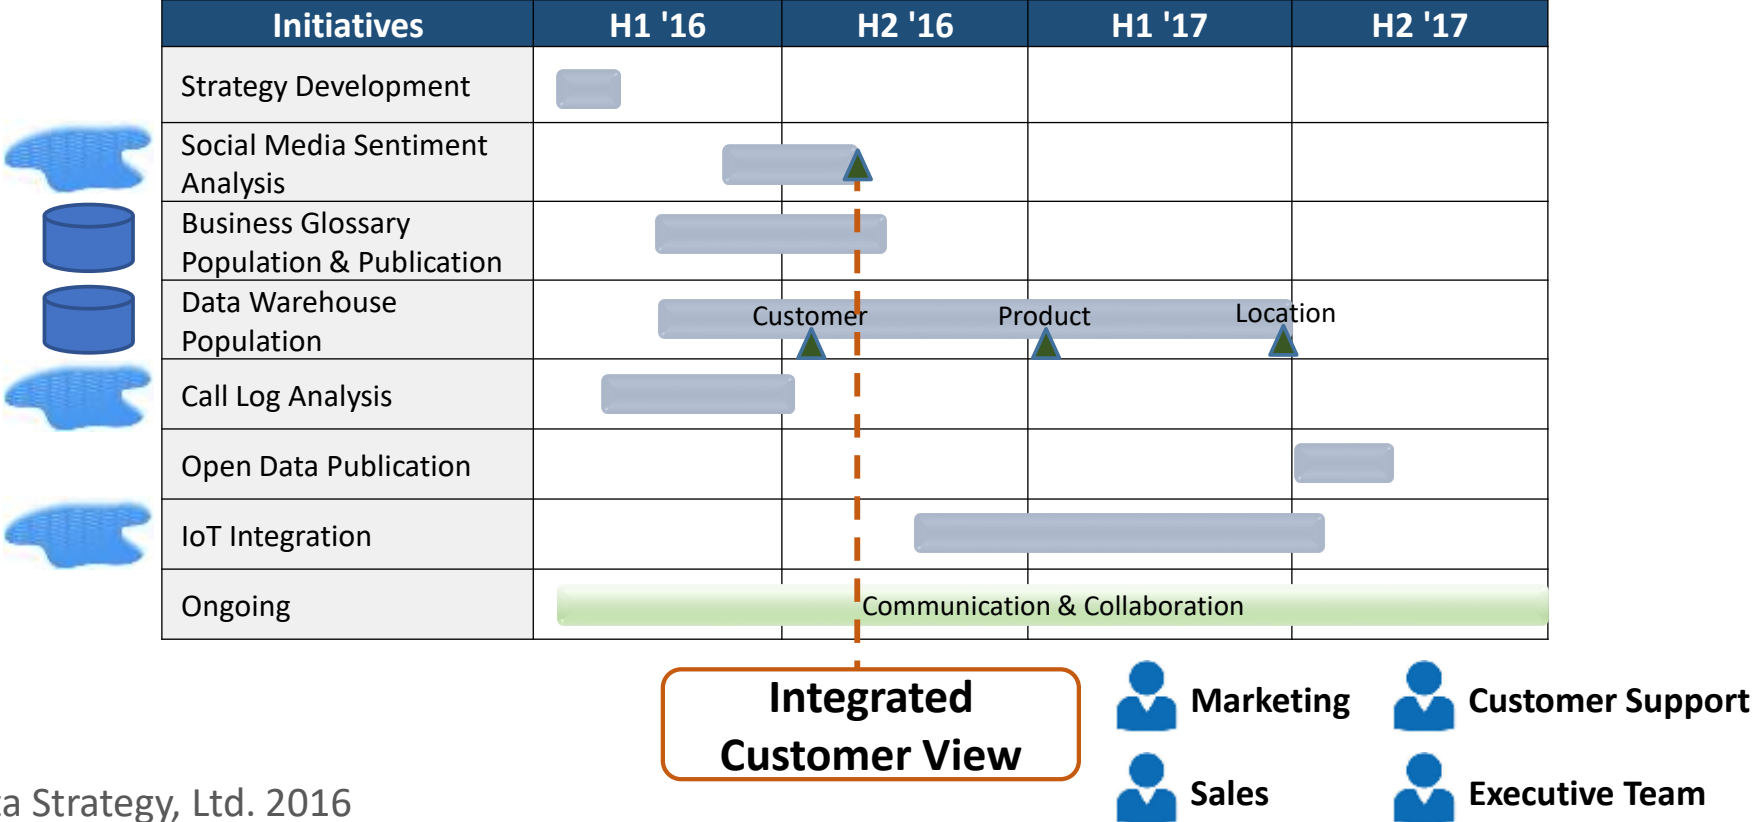 Initiatives H1 '16 H2 '16 H1 '17 H2 '17
Strategy Development
Social Media Sentiment
Analysis
Business Glossary
Population & Publication
Data Warehouse
Population
Customer Product Location
Call Log Analysis
Open Data Publication
IoT Integration
Ongoing
Communication & Collaboration
Integrated
Customer View
Marketing
Customer Support
Sales
Executive Team
Strategy, Ltd. 2016